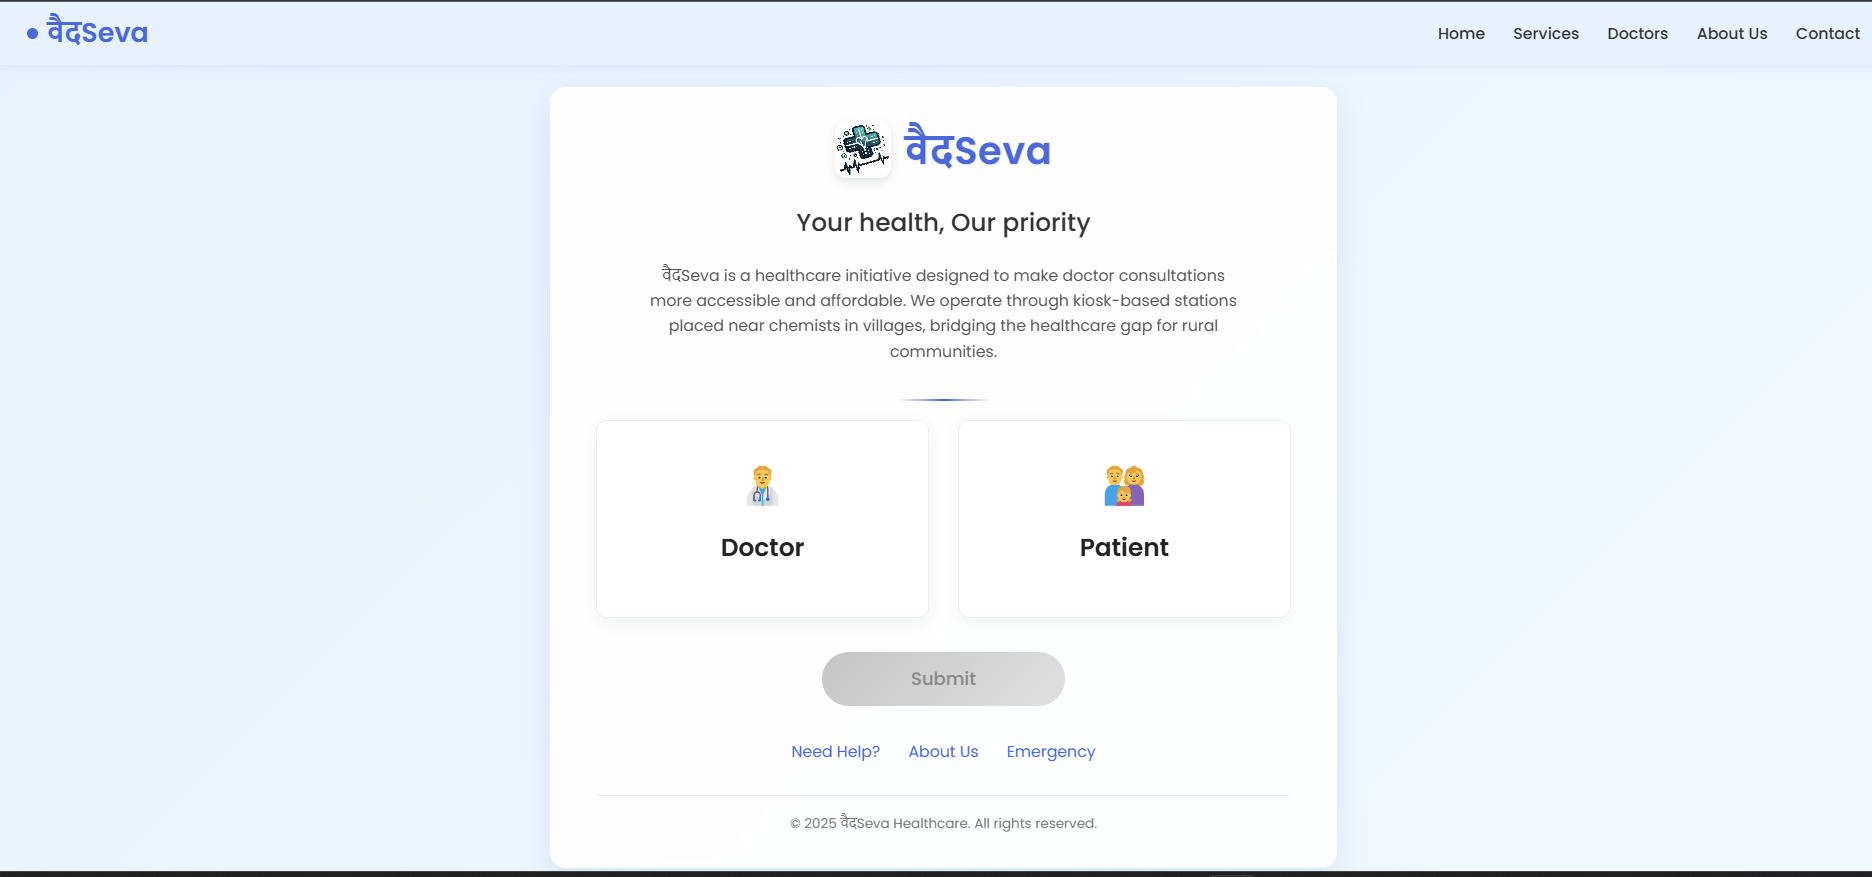 वैदSeva
Home Services Doctors About Us Contact
वैदSeva
Your health, Our priority
वैदSeva is a healthcare initiative designed to make doctor consultations
more accessible and affordable. We operate through kiosk-based stations
placed near chemists in villages, bridging the healthcare gap for rural
communities.
Doctor
Patient
Submit
Need Help? About Us Emergency
© 2025 वैदSeva Healthcare. All rights reserved.